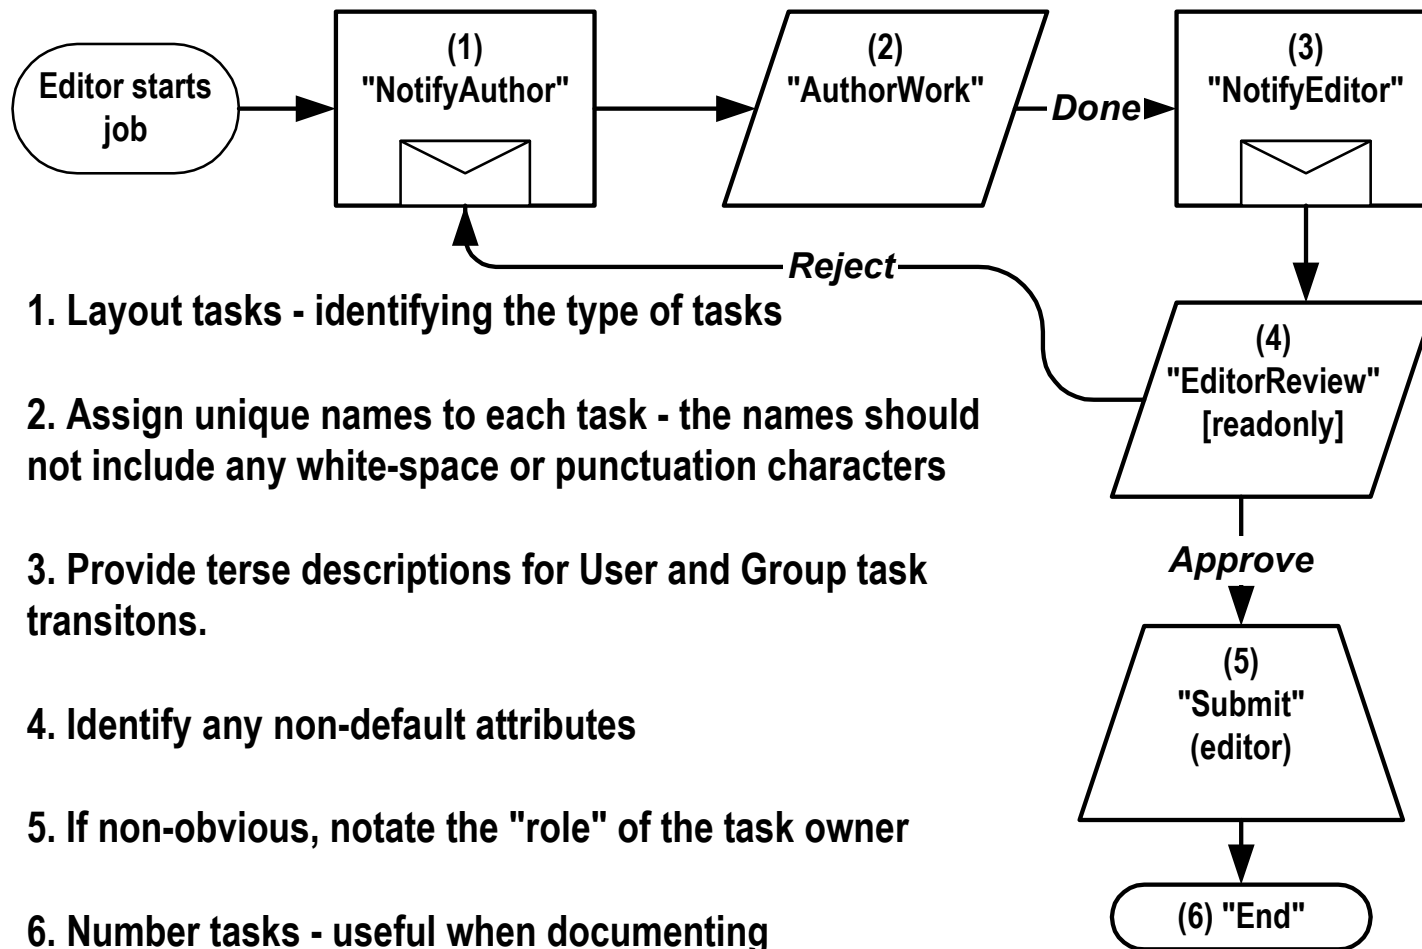 Editor starts
job
(1)
"NotifyAuthor"
(2)
"AuthorWork"
Done
(3)
"NotifyEditor"
Reject
(4)
"EditorReview"
[readonly]
Approve
(5)
"Submit"
(editor)
(6) "End"
1. Layout tasks - identifying the type of tasks
2. Assign unique names to each task - the names should
not include any white-space or punctuation characters
3. Provide terse descriptions for User and Group task
transitons.
4. Identify any non-default attributes
5. If non-obvious, notate the "role" of the task owner
6. Number tasks - useful when documenting